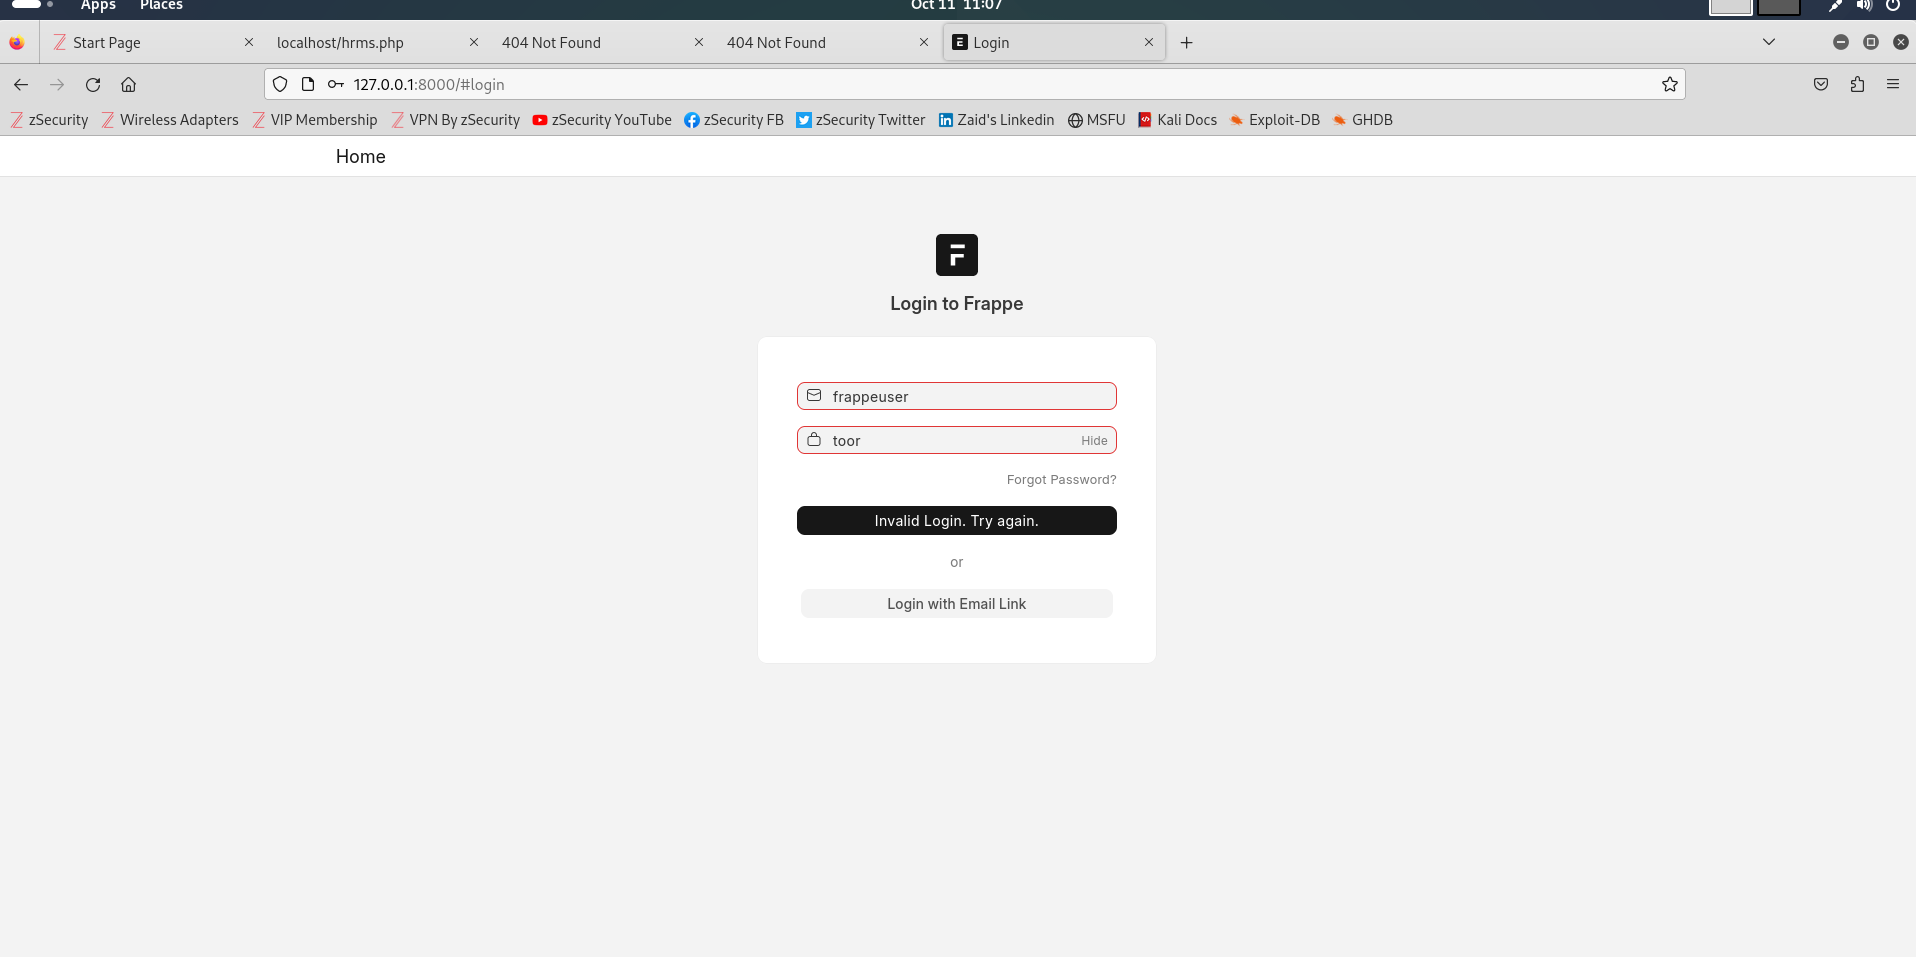 Apps Places Oct 11 11:07
Start Page localhost/hrms.php 404 Not Found 404 Not Found Login
127.0.0.1:8000/#login
zSecurity Wireless Adapters VIP Membership VPN By zSecurity zSecurity YouTube zSecurity FB zSecurity Twitter Zaid's Linkedin MSFU Kali Docs Exploit-DB GHDB
Home
Login to Frappe
frappeuser
toor Hide
Forgot Password?
Invalid Login. Try again.
or
Login with Email Link